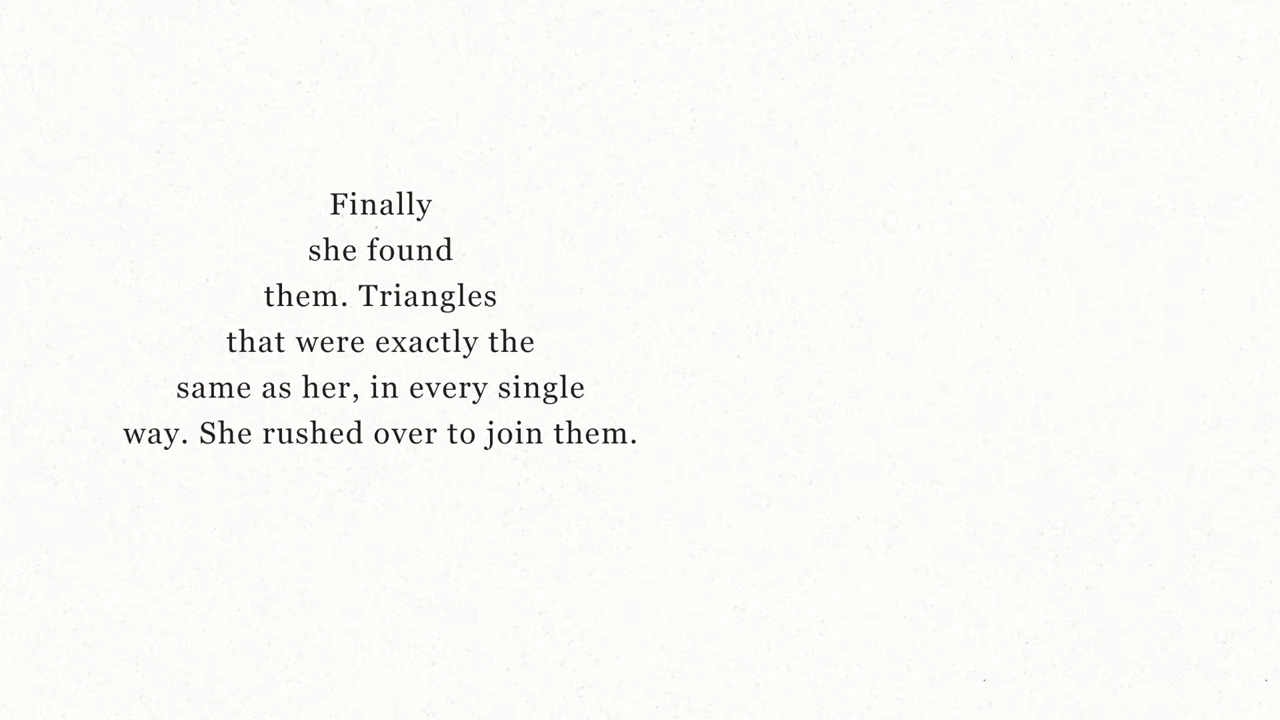 Finally
she found
them. Triangles
that were exactly the
same as her, in every single
way. She rushed over to join them.